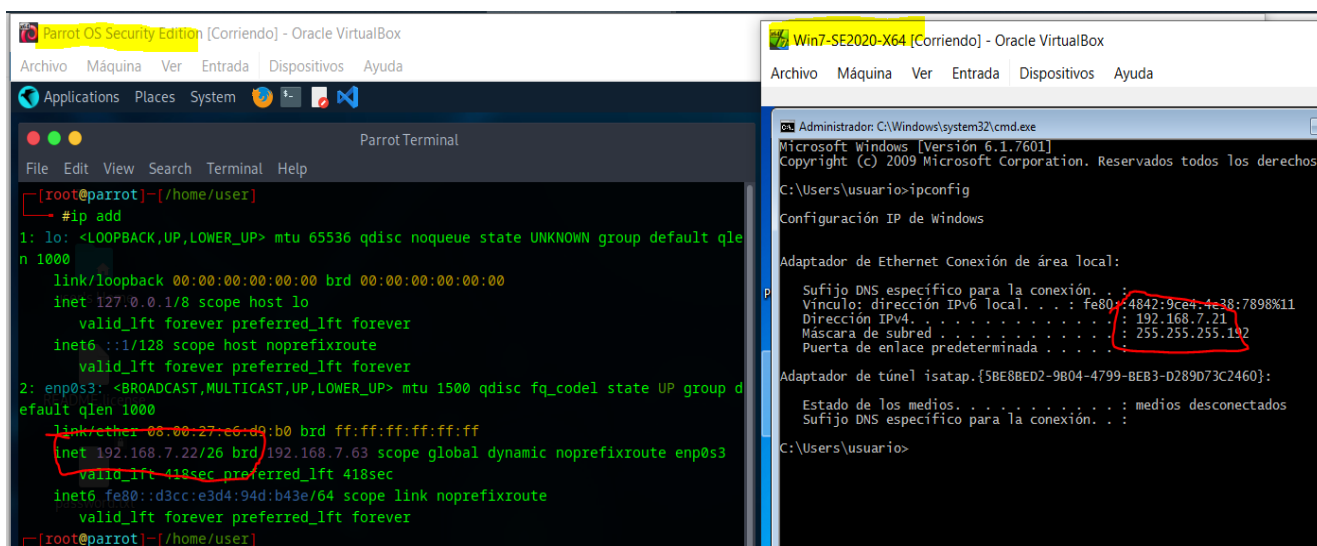 Parrot OS Security Edition [Corriendo] - Oracle VirtualBox
Archivo Máquina Ver Entrada Dispositivos Ayuda
Applications Places System
Parrot Terminal
File Edit View Search Terminal Help
[root@parrot]-[/home/user]
#ip add
1: lo: <LOOPBACK,UP,LOWER_UP> mtu 65536 qdisc noqueue state UNKNOWN group default qle
n 1000
link/loopback 00:00:00:00:00:00 brd 00:00:00:00:00:00
inet 127.0.0.1/8 scope host lo
valid_lft forever preferred_lft forever
inet6 ::1/128 scope host noprefixroute
valid_lft forever preferred_lft forever
2: enp0s3: <BROADCAST,MULTICAST,UP,LOWER_UP> mtu 1500 qdisc fq_codel state UP group d
efault qlen 1000
link/ether 08:00:27:e6:d9:b0 brd ff:ff:ff:ff:ff:ff
inet 192.168.7.22/26 brd 192.168.7.63 scope global dynamic noprefixroute enp0s3
valid_lft 418sec preferred_lft 418sec
inet6 fe80::d3cc:e3d4:94d:b43e/64 scope link noprefixroute
valid_lft forever preferred_lft forever
[root@parrot]-[/home/user]
Win7-SE2020-X64 [Corriendo] - Oracle VirtualBox
Archivo Máquina Ver Entrada Dispositivos Ayuda
Administrador: C:\Windows\system32\cmd.exe
Microsoft Windows [Versión 6.1.7601]
Copyright (c) 2009 Microsoft Corporation. Reservados todos los derechos
C:\Users\usuario>ipconfig
Configuración IP de Windows
Adaptador de Ethernet Conexión de área local:
Sufijo DNS específico para la conexión. . :
Vínculo: dirección IPv6 local. . . : fe80::4842:9ce4:4e38:7898%11
Dirección IPv4. . . . . . . . . . . . . . : 192.168.7.21
Máscara de subred . . . . . . . . . . . . : 255.255.255.192
Puerta de enlace predeterminada . . . . . :
Adaptador de túnel isatap.{5BE8BED2-9B04-4799-BEB3-D289D73C2460}:
Estado de los medios. . . . . . . . . . . : medios desconectados
Sufijo DNS específico para la conexión. . :
C:\Users\usuario>